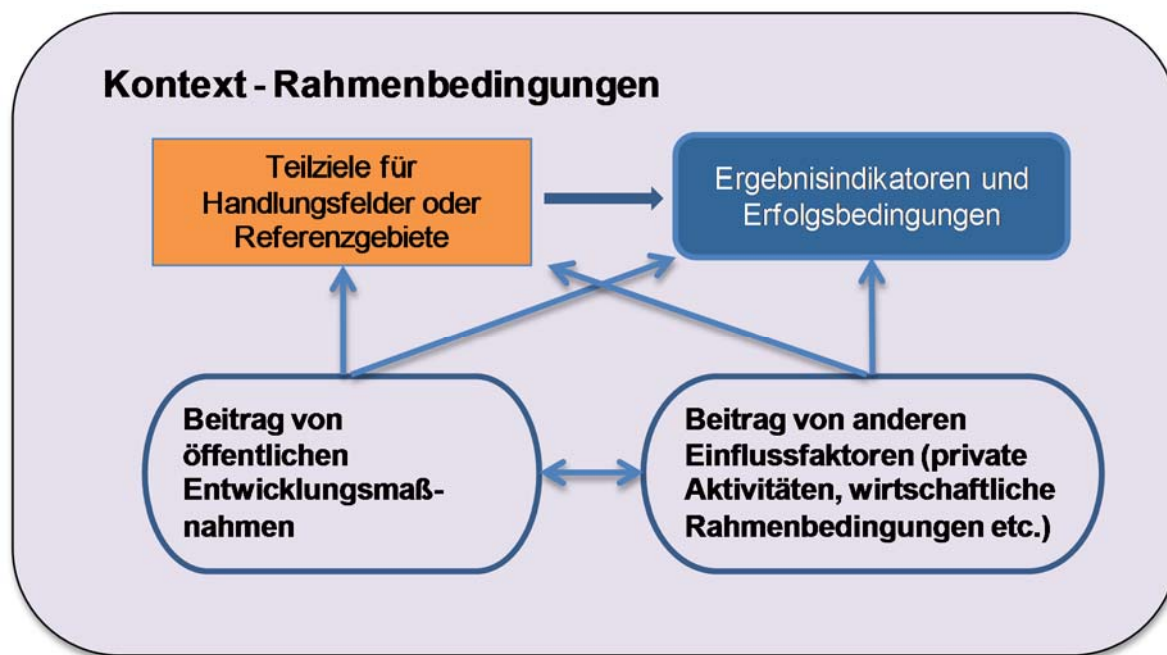 Kontext - Rahmenbedingungen
Teilziele für
Handlungsfelder oder
Referenzgebiete
Ergebnisindikatoren und
Erfolgsbedingungen
Beitrag von
öffentlichen
Entwicklungsmaß-
nahmen
Beitrag von anderen
Einflussfaktoren (private
Aktivitäten, wirtschaftliche
Rahmenbedingungen etc.)